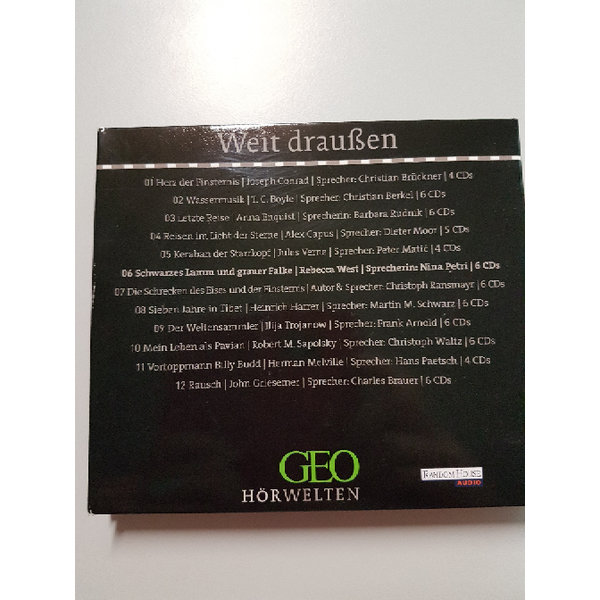 Weit draußen
01 Herz der Finsternis | Joseph Conrad | Sprecher: Christian Brückner | 4 CDs
02 Wassermusik | T. C. Boyle | Sprecher: Christian Berkel | 6 CDs
03 Letzte Reise | Anna Enquist | Sprecherin: Barbara Rudnik | 6 CDs
04 Reisen im Licht der Sterne | Alex Capus | Sprecher: Dieter Moor | 5 CDs
05 Keraban der Starrkopf | Jules Verne | Sprecher: Peter Matić | 4 CDs
06 Schwarzes Lamm und grauer Falke | Rebecca West | Sprecherin: Nina Petri | 6 CDs
07 Die Schrecken des Eises und der Finsternis | Autor & Sprecher: Christoph Ransmayr | 6 CDs
08 Sieben Jahre in Tibet | Heinrich Harrer | Sprecher: Martin M. Schwarz | 6 CDs
09 Der Weltensammler | Ilija Trojanow | Sprecher: Frank Arnold | 6 CDs
10 Mein Leben als Pavian | Robert M. Sapolsky | Sprecher: Christoph Waltz | 6 CDs
11 Vortoppmann Billy Budd | Herman Melville | Sprecher: Hans Paetsch | 4 CDs
12 Rausch | John Griesemer | Sprecher: Charles Brauer | 6 CDs
GEO
HÖRWELTEN
RANDOM HOUSE
AUDIO